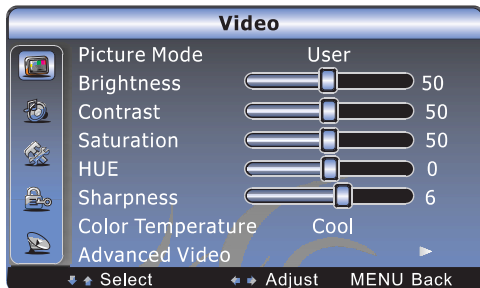 Video
Picture Mode User
Brightness 50
Contrast 50
Saturation 50
HUE 0
Sharpness 6
Color Temperature Cool
Advanced Video
Select Adjust MENU Back